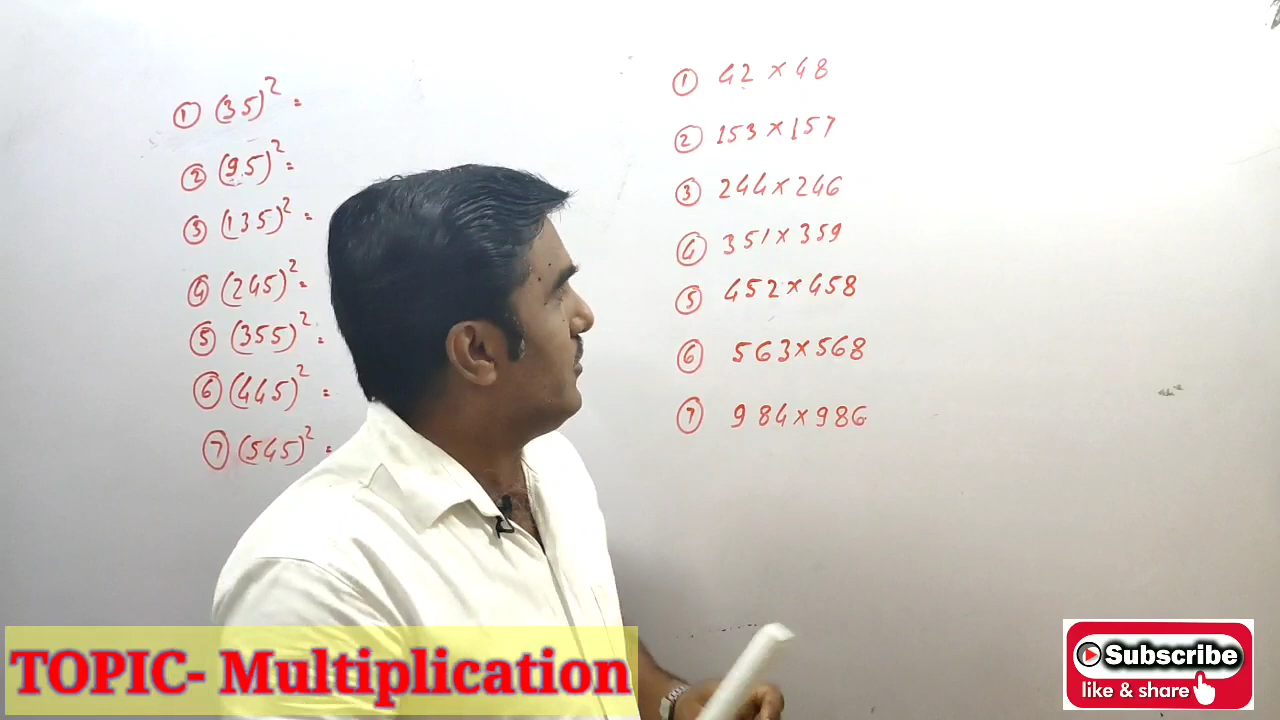 ① (35)² =
② (95)² =
③ (135)² =
④ (245)² =
⑤ (355)² =
⑥ (445)² =
⑦ (545)² =
① 42 × 48
② 153 × 157
③ 244 × 246
④ 351 × 359
⑤ 452 × 458
⑥ 563 × 568
⑦ 984 × 986
TOPIC- Multiplication
Subscribe
like & share